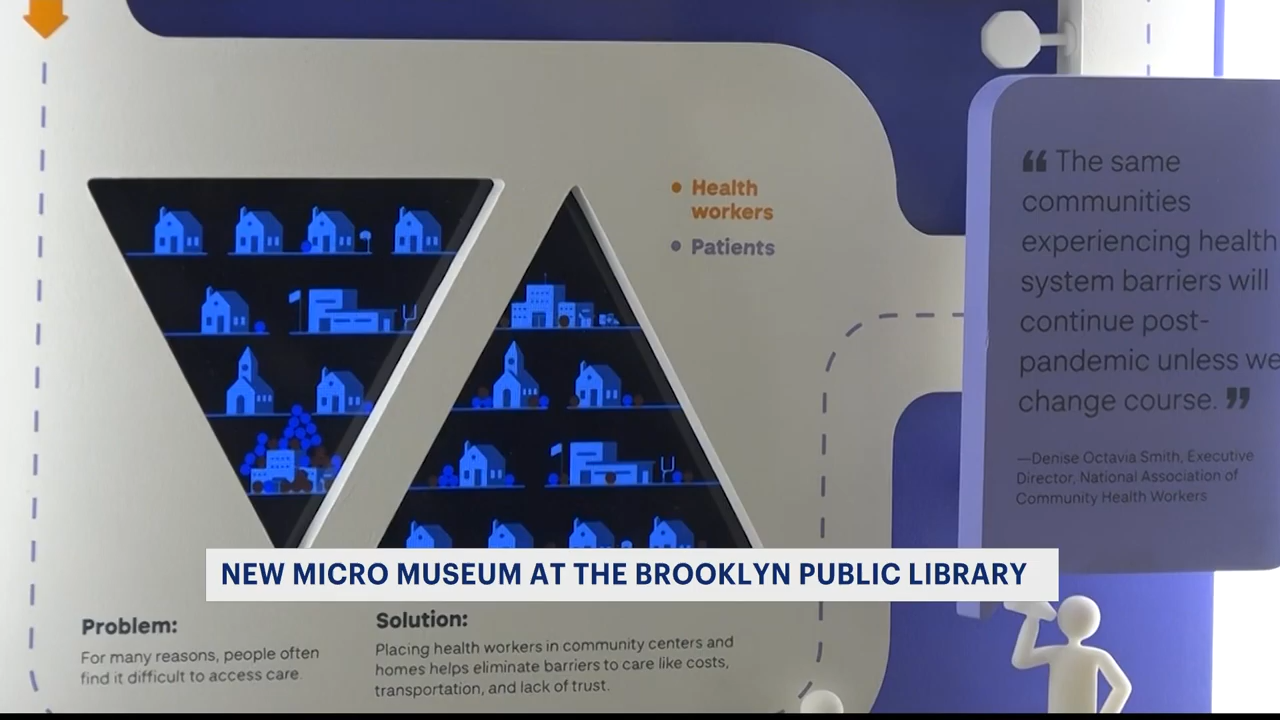 Health
workers
Patients
“ The same
communities
experiencing health
system barriers will
continue post-
pandemic unless we
change course. ”
—Denise Octavia Smith, Executive
Director, National Association of
Community Health Workers
NEW MICRO MUSEUM AT THE BROOKLYN PUBLIC LIBRARY
Problem:
For many reasons, people often
find it difficult to access care.
Solution:
Placing health workers in community centers and
homes helps eliminate barriers to care like costs,
transportation, and lack of trust.